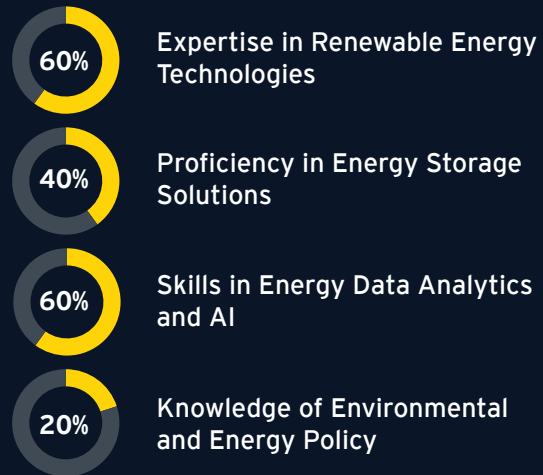 60%
Expertise in Renewable Energy
Technologies
40%
Proficiency in Energy Storage
Solutions
60%
Skills in Energy Data Analytics
and AI
20%
Knowledge of Environmental
and Energy Policy